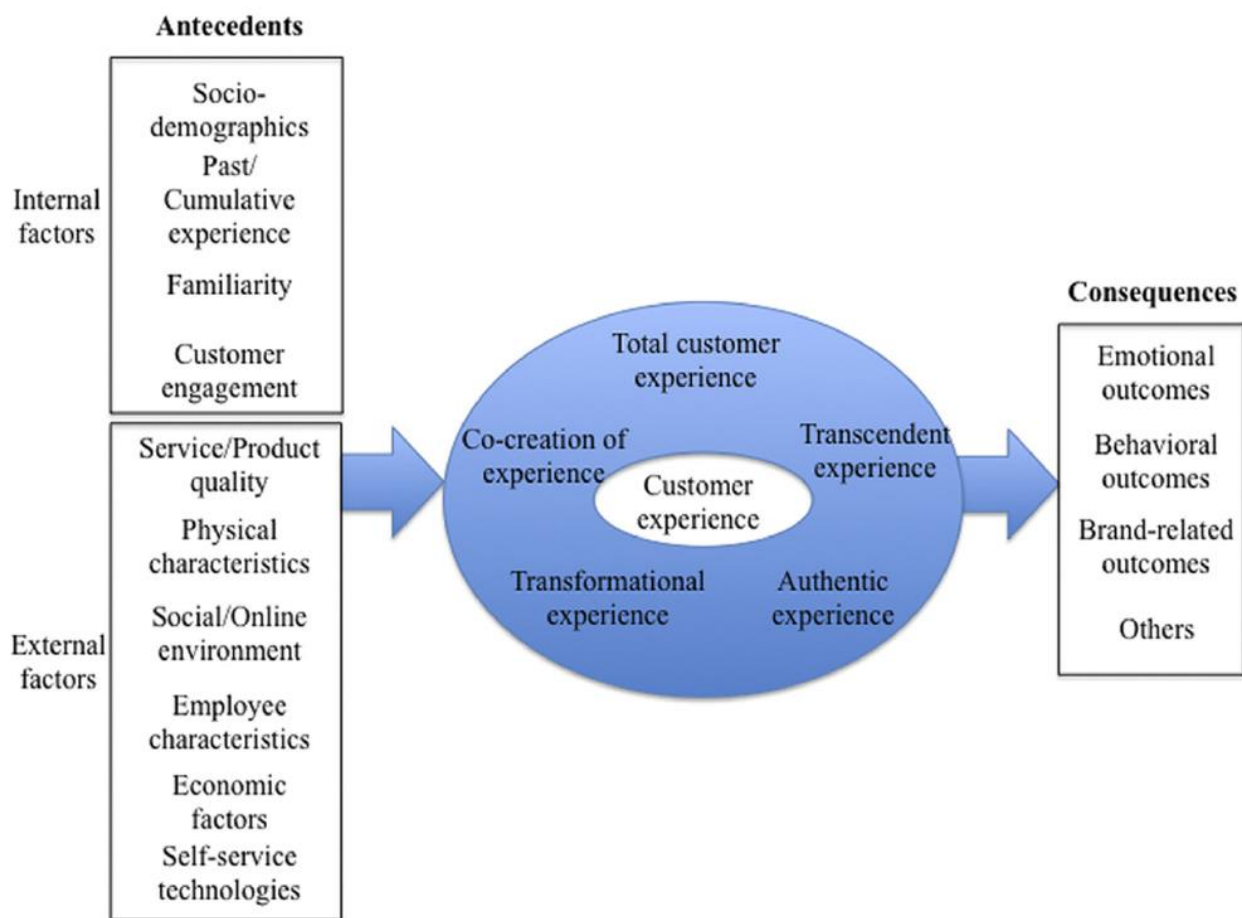 Antecedents
Internal
factors
Socio-
demographics
Past/
Cumulative
experience
Familiarity
Customer
engagement
External
factors
Service/Product
quality
Physical
characteristics
Social/Online
environment
Employee
characteristics
Economic
factors
Self-service
technologies
Total customer
experience
Co-creation of
experience
Transcendent
experience
Customer
experience
Transformational
experience
Authentic
experience
Consequences
Emotional
outcomes
Behavioral
outcomes
Brand-related
outcomes
Others